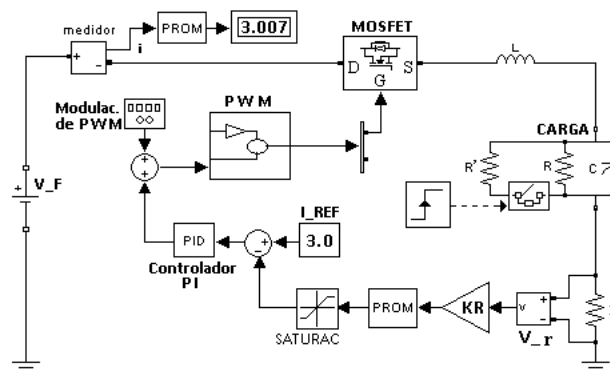 MOSFET
medidor
PROM
3.007
i
+
-
D
S
G
L
Modulac.
de PWM
PWM
CARGA
R'
R
C
+
V_F
+
+
I_REF
PID
+
-
3.0
Controlador
PI
SATURAC
PROM
KR
v
+
-
V_r